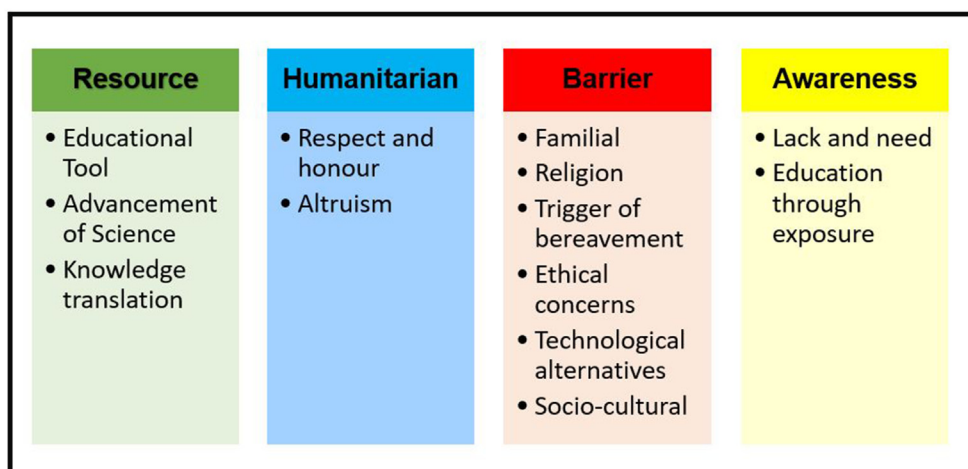 Resource
• Educational
Tool
• Advancement
of Science
• Knowledge
translation
Humanitarian
• Respect and
honour
• Altruism
Barrier
• Familial
• Religion
• Trigger of
bereavement
• Ethical
concerns
• Technological
alternatives
• Socio-cultural
Awareness
• Lack and need
• Education
through
exposure